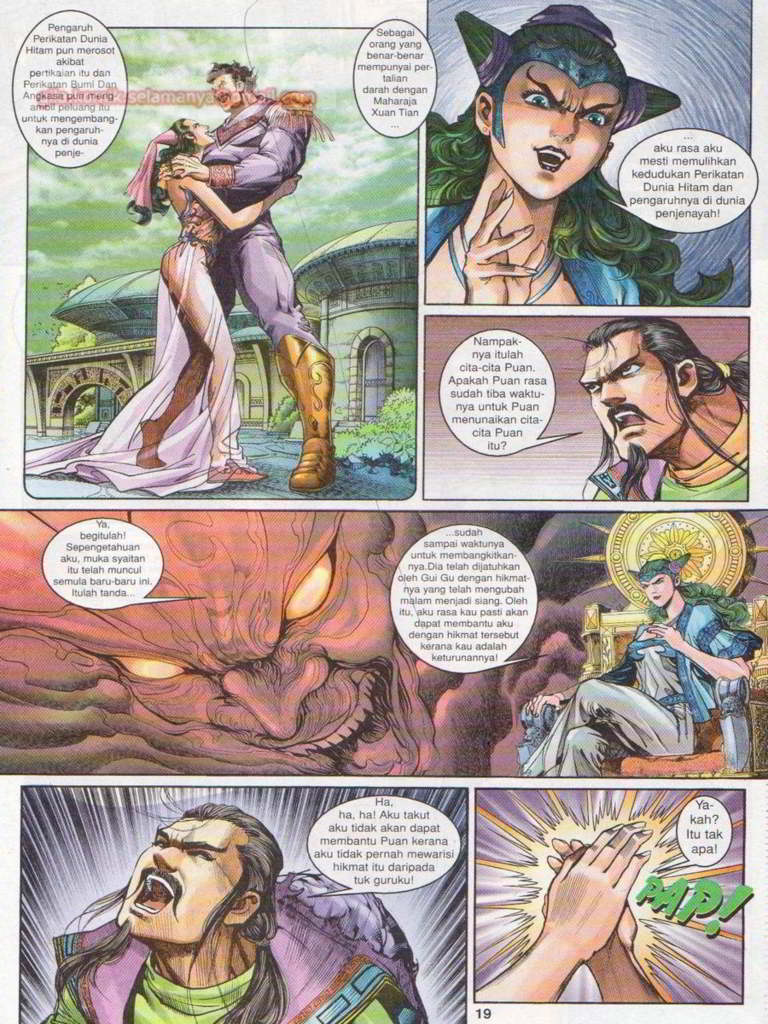 Pengaruh
Perikatan Dunia
Hitam pun merosot
akibat
pertikaian itu dan
Perikatan Bumi Dan
Angkasa pun meng-
ambil peluang itu
untuk mengembang-
kan pengaruh-
nya di dunia
penje-
Sebagai
orang yang
benar-benar
mempunyai per-
talian
darah dengan
Maharaja
Xuan Tian
...
...
aku rasa aku
mesti memulihkan
kedudukan Perikatan
Dunia Hitam dan
pengaruhnya di dunia
penjenayah!
Nampak-
nya itulah
cita-cita Puan.
Apakah Puan rasa
sudah tiba waktu-
nya untuk Puan
menunaikan cita-
cita Puan
itu?
Ya,
begitulah!
Sepengetahuan
aku, muka syaitan
itu telah muncul
semula baru-baru ini.
Itulah tanda...
...sudah
sampai waktunya
untuk membangkitkan-
nya.Dia telah dijatuhkan
oleh Gui Gu dengan hikmat-
nya yang telah mengubah
malam menjadi siang. Oleh
itu, aku rasa kau pasti akan
dapat membantu aku
dengan hikmat tersebut
kerana kau adalah
keturunannya!
Ha,
ha, ha! Aku takut
aku tidak akan dapat
membantu Puan kerana
aku tidak pernah mewarisi
hikmat itu daripada
tuk guruku!
Ya-
kah?
Itu tak
apa!
PAP!
19